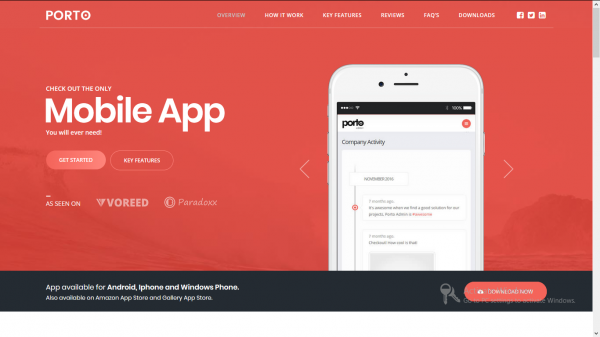 PORTO
OVERVIEW HOW IT WORK KEY FEATURES REVIEWS FAQ'S DOWNLOADS
CHECK OUT THE ONLY
Mobile App
You will ever need!
GET STARTED KEY FEATURES
AS SEEN ON VOREED Paradoxx
100%
porto
Company Activity
NOVEMBER 2016
7 months ago.
It's awesome when we find a good solution for our
projects, Porto Admin is #awesome
7 months ago.
Checkout! How cool is that!
App available for Android, Iphone and Windows Phone.
Also available on Amazon App Store and Gallery App Store.
DOWNLOAD NOW
Go to PC settings to activate Windows.